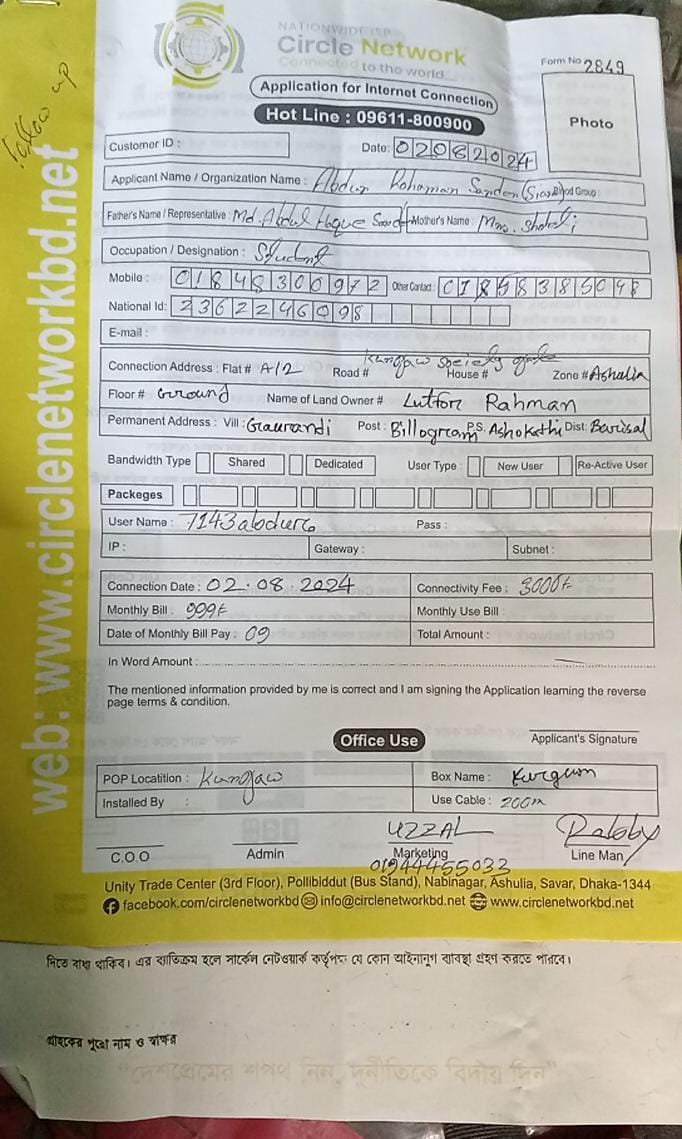 NATIONWIDE ISP
Circle Network
Connected to the world
Form No 2849
Application for Internet Connection
Hot Line : 09611-800900
Photo
follow up
web: www.circlenetworkbd.net
Customer ID :
Date: 02082024
Applicant Name / Organization Name : Abdur Rohoman Blood Group:
Father's Name / Representative : Md. Abdul Hoque Mother's Name : Mrs.
Occupation / Designation : Student
Mobile : 01848300972 Other Contact :
National Id: 2362246098
E-mail :
Connection Address : Flat # A/2 Road # House # Zone # Ashulia
Floor # Ground Name of Land Owner # Lutfor Rahman
Permanent Address : Vill : Gaurandi Post : Billogram P.S. Ashokathi Dist: Barisal
Bandwidth Type Shared Dedicated User Type New User Re-Active User
Packeges
User Name : Pass :
IP : Gateway : Subnet :
Connection Date : 02.08.2024 Connectivity Fee : 3000t
Monthly Bill : 999t Monthly Use Bill :
Date of Monthly Bill Pay : 09 Total Amount :
In Word Amount :
The mentioned information provided by me is correct and I am signing the Application learning the reverse
page terms & condition.
Office Use
Applicant's Signature
POP Locatition : Box Name :
Installed By : Use Cable : 200m
UZZAL
C.O.O Admin Marketing Line Man
01944455033
Unity Trade Center (3rd Floor), Pollibiddut (Bus Stand), Nabinagar, Ashulia, Savar, Dhaka-1344
facebook.com/circlenetworkbd info@circlenetworkbd.net www.circlenetworkbd.net
দিতে বাধ্য থাকিব। এর ব্যতিক্রম হলে সার্কেল নেটওয়ার্ক কর্তৃপক্ষ যে কোন আইনানুগ ব্যবস্থা গ্রহণ করতে পারবে।
গ্রাহকের পুরো নাম ও স্বাক্ষর
“দেশপ্রেমের শপথ নিন, দুর্নীতিকে বিদায় দিন”